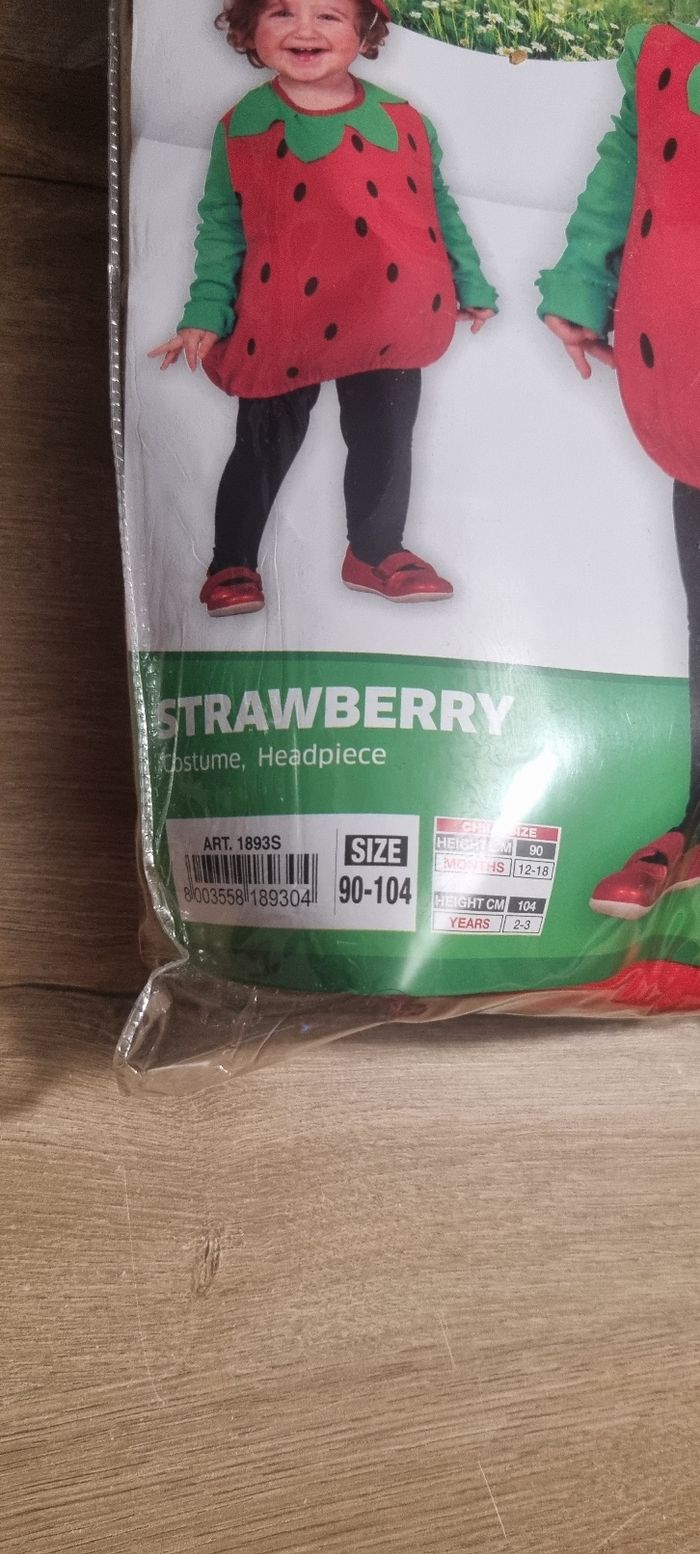 STRAWBERRY
Costume, Headpiece
ART. 1893S
8 003558 189304
SIZE
90-104
SIZE
HEIGHT CM 90
MONTHS 12-18
HEIGHT CM 104
YEARS 2-3